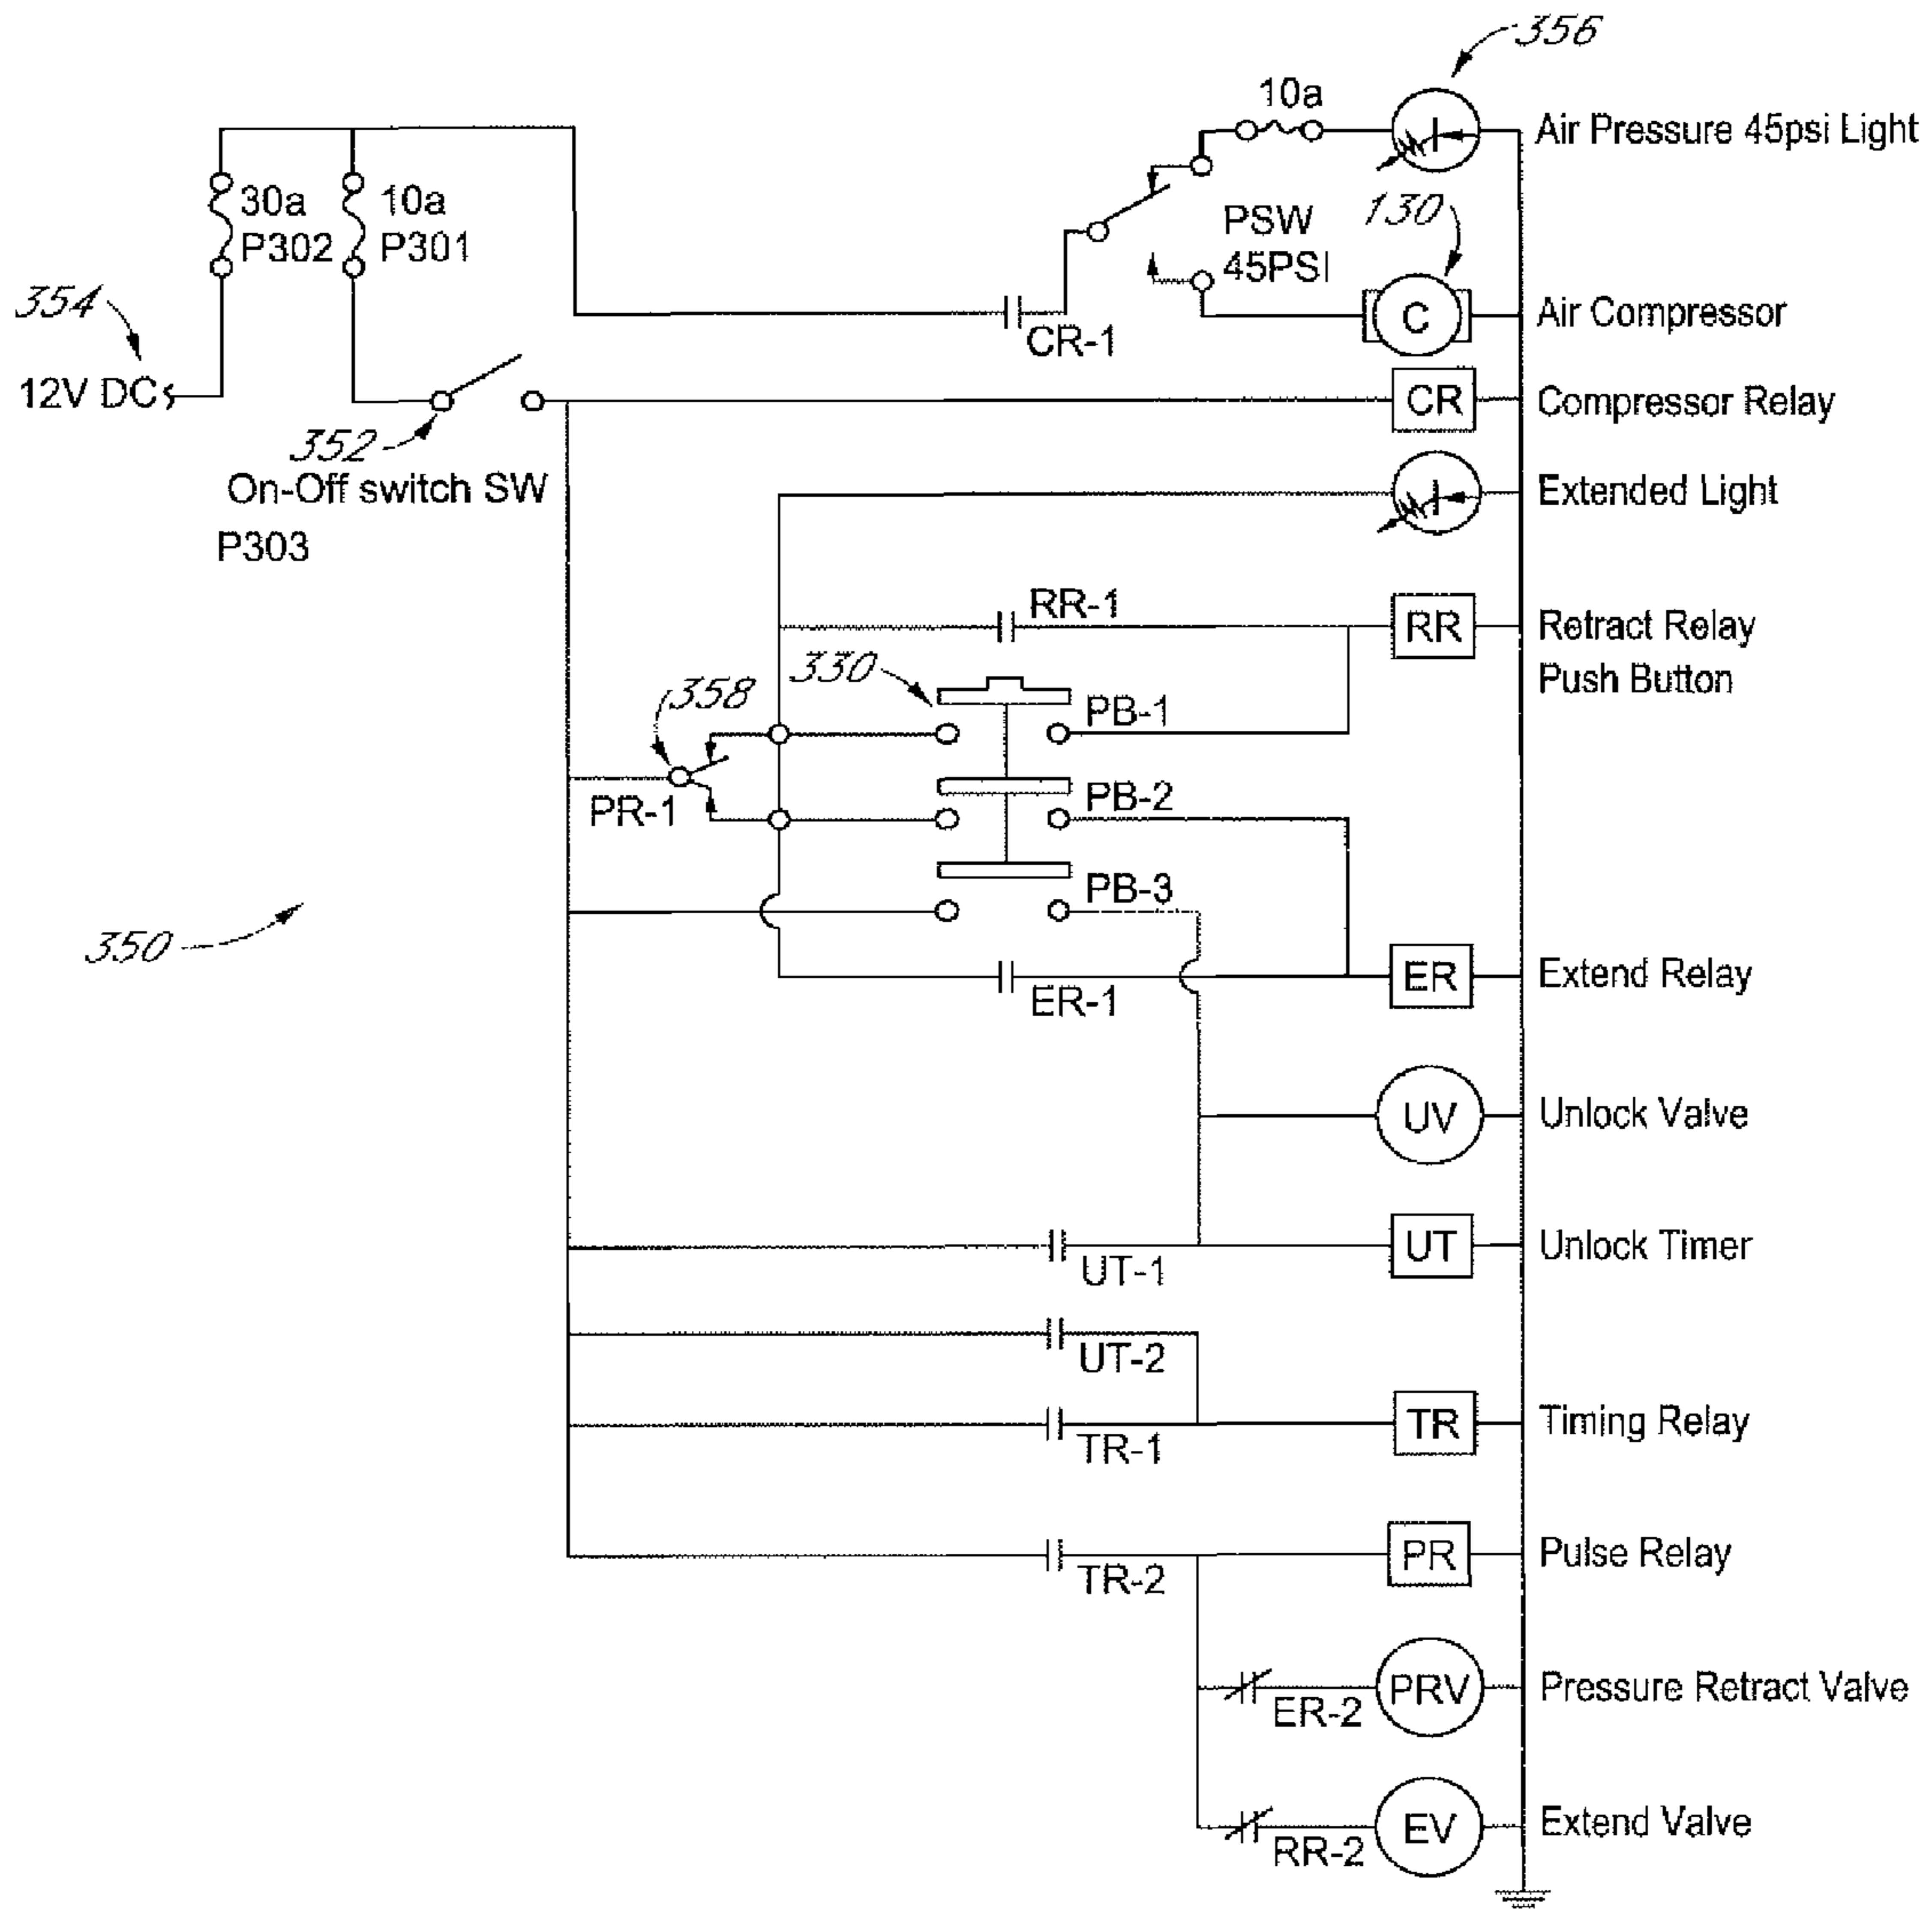 356
10a
Air Pressure 45psi Light
30a
P302
10a
P301
PSW
45PSI
130
354
C
Air Compressor
CR-1
12V DC
CR
Compressor Relay
352
On-Off switch SW
P303
Extended Light
RR-1
RR
Retract Relay
Push Button
330
358
PB-1
PR-1
PB-2
PB-3
350
ER-1
ER
Extend Relay
UV
Unlock Valve
UT-1
UT
Unlock Timer
UT-2
TR-1
TR
Timing Relay
TR-2
PR
Pulse Relay
ER-2
PRV
Pressure Retract Valve
RR-2
EV
Extend Valve